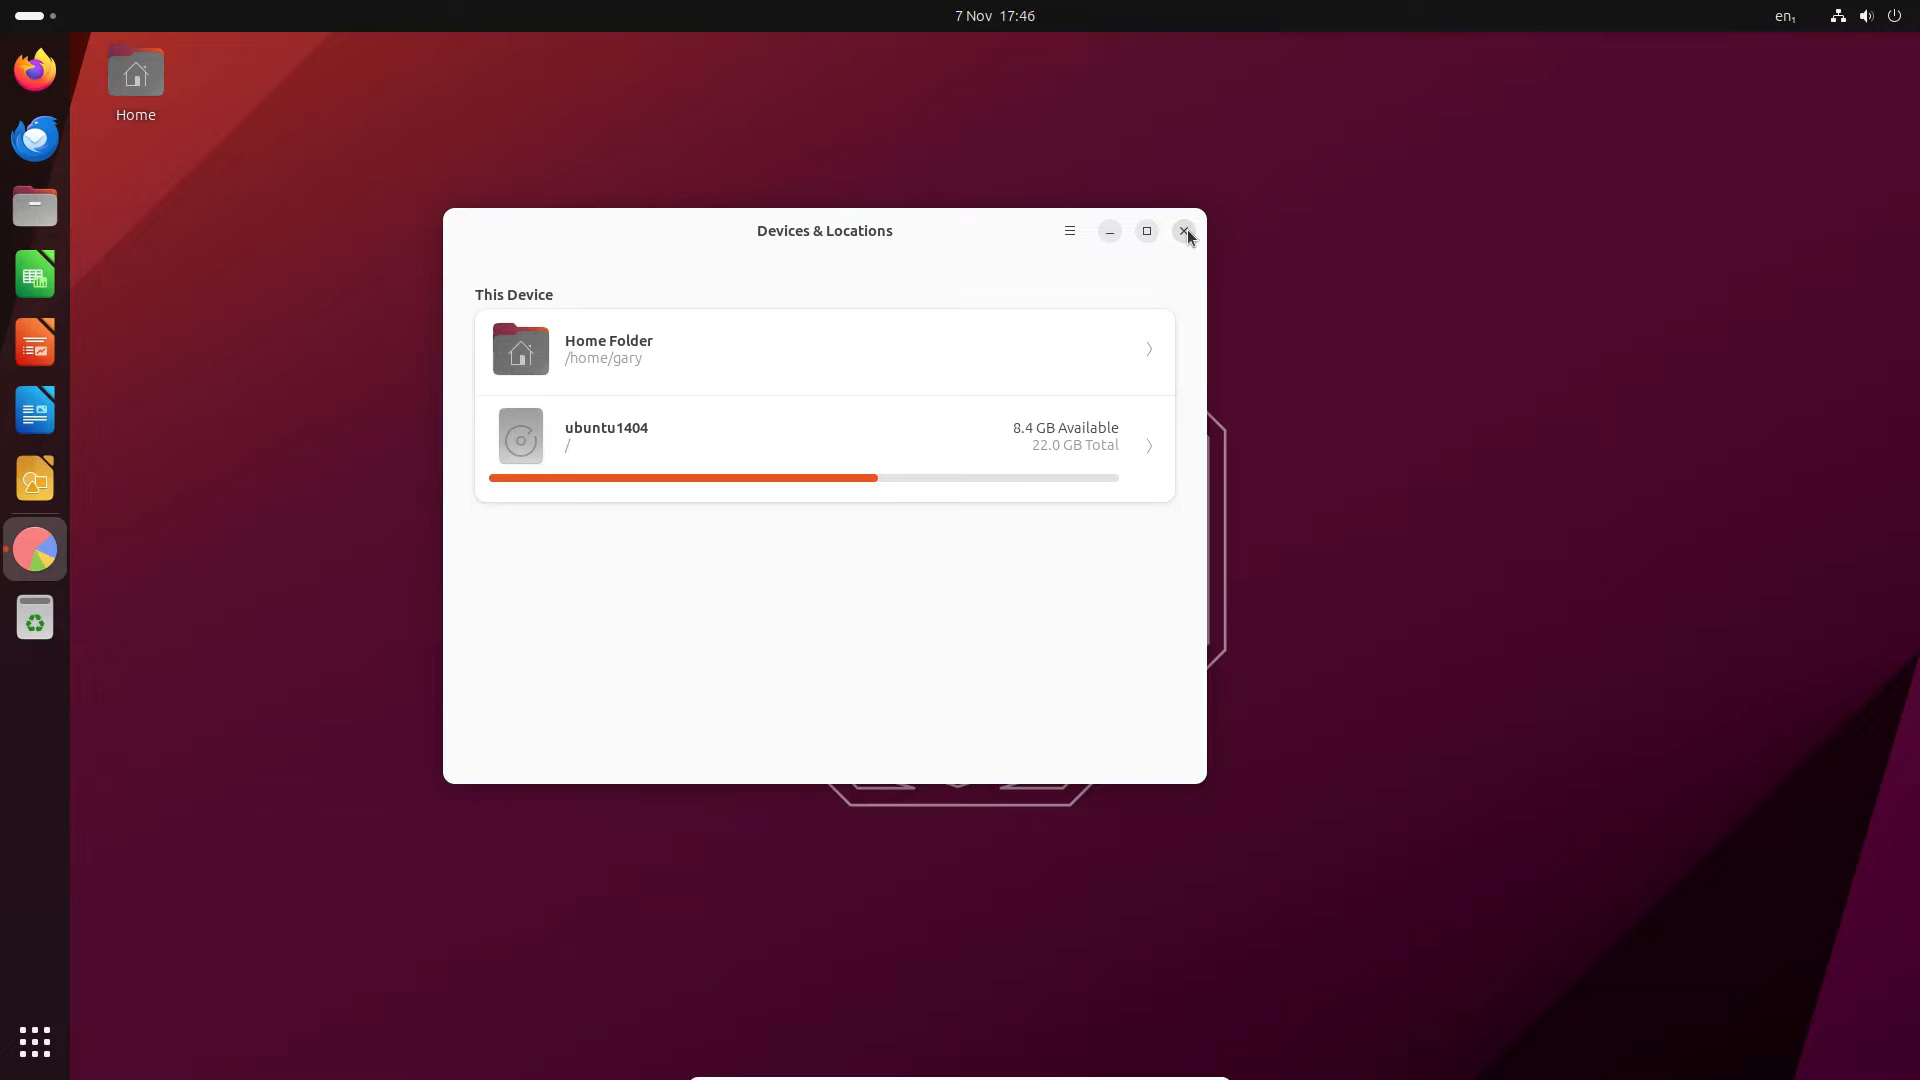 7 Nov 17:46
en₁
Home
Devices & Locations
This Device
Home Folder
/home/gary
ubuntu1404
/
8.4 GB Available
22.0 GB Total